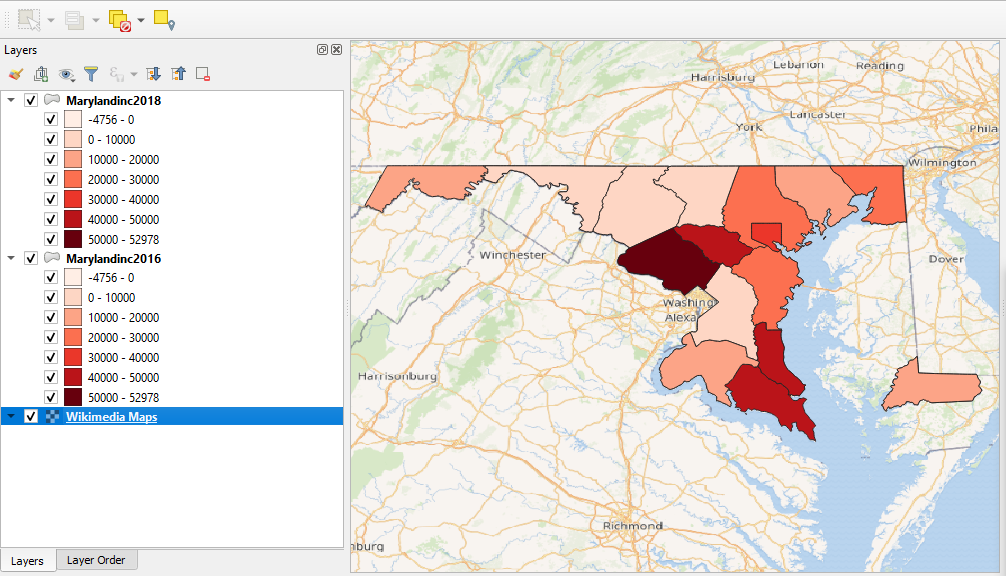 Layers
Marylandinc2018
-4756 - 0
0 - 10000
10000 - 20000
20000 - 30000
30000 - 40000
40000 - 50000
50000 - 52978
Marylandinc2016
-4756 - 0
0 - 10000
10000 - 20000
20000 - 30000
30000 - 40000
40000 - 50000
50000 - 52978
Wikimedia Maps
Layers
Layer Order
Lebanon
Reading
Harrisburg
Lancaster
York
Phila
Wilmington
Winchester
Dover
Washing
Alexa
Harrisonburg
Richmond
hburg